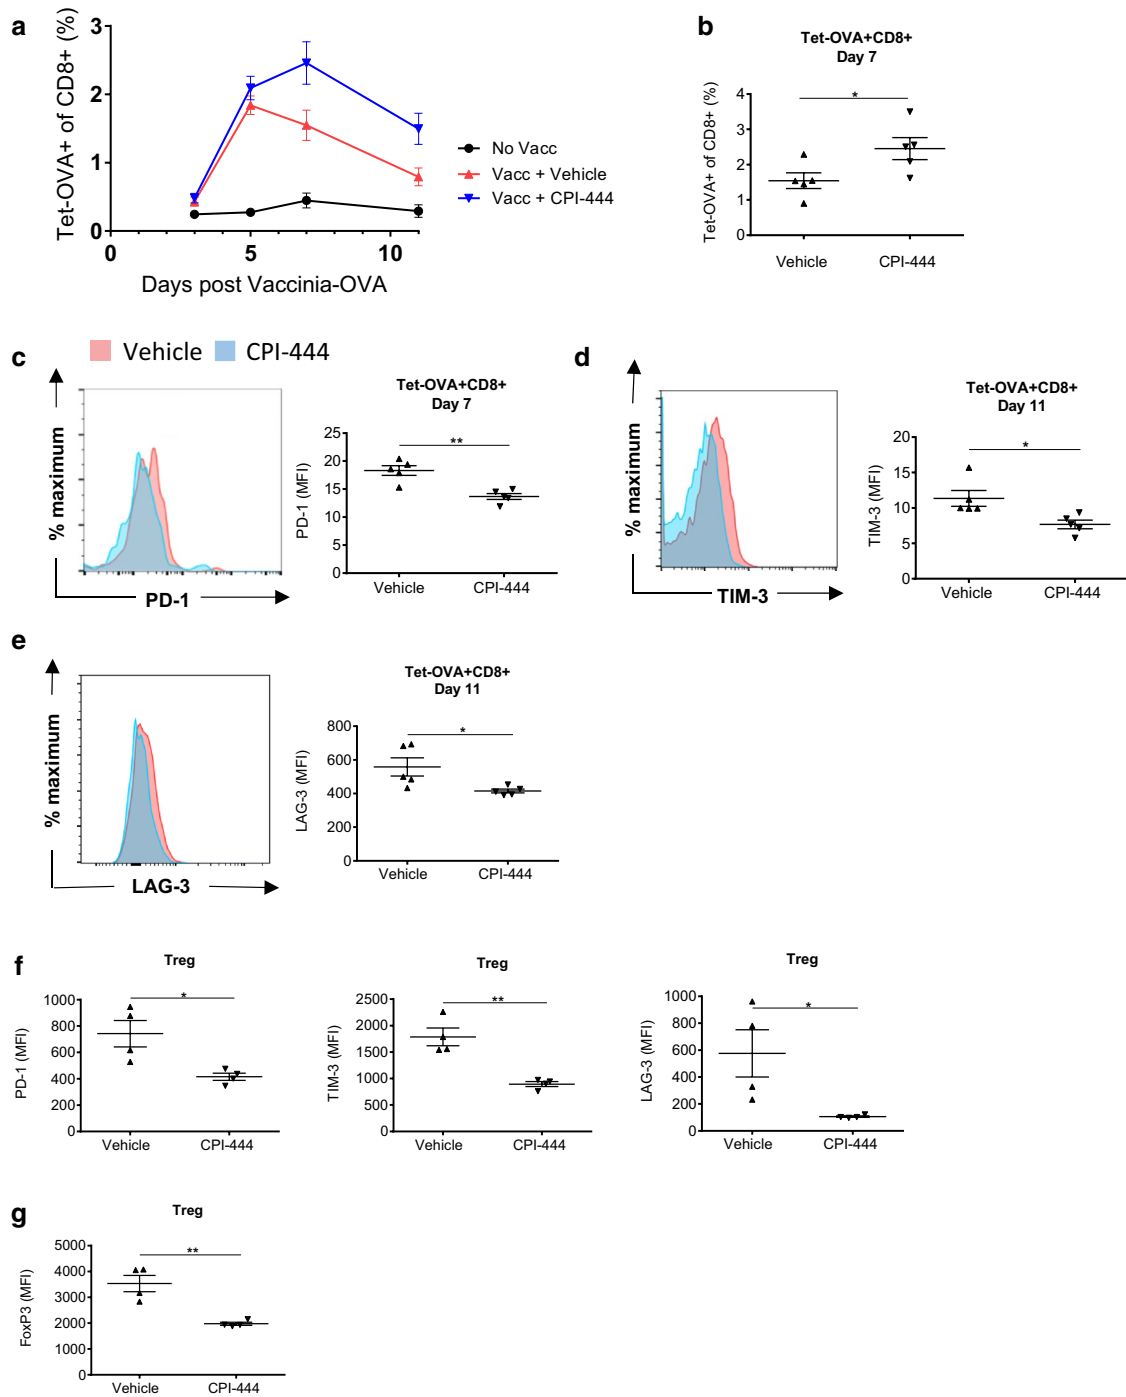 a
Tet-OVA+ of CD8+ (%)
3
2
1
0
0
5
10
Days post Vaccinia-OVA
No Vacc
Vacc + Vehicle
Vacc + CPI-444
b
Tet-OVA+CD8+
Day 7
Tet-OVA+ of CD8+ (%)
4
3
2
1
0
*
Vehicle
CPI-444
c
Vehicle
CPI-444
% maximum
PD-1
Tet-OVA+CD8+
Day 7
PD-1 (MFI)
25
20
15
10
5
0
**
Vehicle
CPI-444
d
% maximum
TIM-3
Tet-OVA+CD8+
Day 11
TIM-3 (MFI)
20
15
10
5
0
*
Vehicle
CPI-444
e
% maximum
LAG-3
Tet-OVA+CD8+
Day 11
LAG-3 (MFI)
800
600
400
200
0
*
Vehicle
CPI-444
f
Treg
PD-1 (MFI)
1000
800
600
400
200
0
*
Vehicle
CPI-444
Treg
TIM-3 (MFI)
2500
2000
1500
1000
500
0
**
Vehicle
CPI-444
Treg
LAG-3 (MFI)
1000
800
600
400
200
0
*
Vehicle
CPI-444
g
Treg
FoxP3 (MFI)
5000
4000
3000
2000
1000
0
**
Vehicle
CPI-444